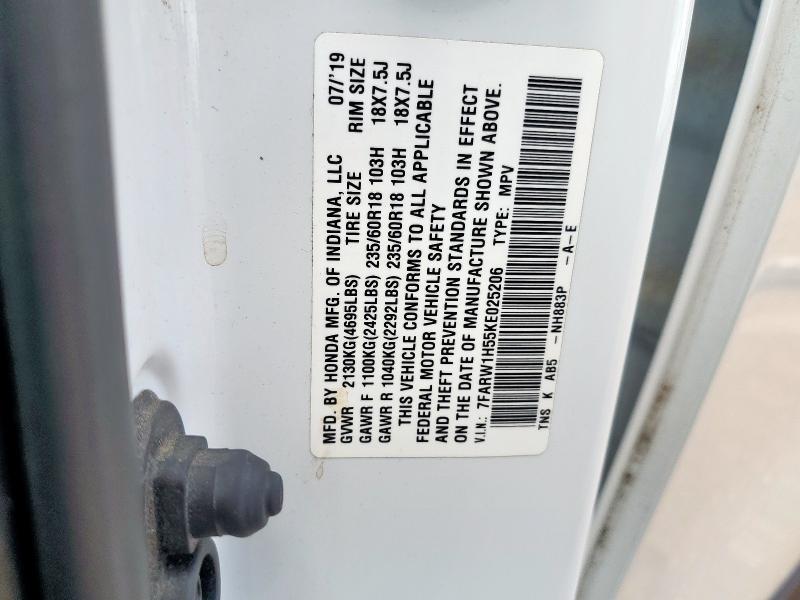 MFD. BY HONDA MFG. OF INDIANA, LLC 07/'19
GVWR 2130KG(4695LBS) TIRE SIZE RIM SIZE
GAWR F 1100KG(2425LBS) 235/60R18 103H 18X7.5J
GAWR R 1040KG(2292LBS) 235/60R18 103H 18X7.5J
THIS VEHICLE CONFORMS TO ALL APPLICABLE
FEDERAL MOTOR VEHICLE SAFETY
AND THEFT PREVENTION STANDARDS IN EFFECT
ON THE DATE OF MANUFACTURE SHOWN ABOVE.
V.I.N.: 7FARW1H55KE025206 TYPE: MPV
TNS K AB5 -NH883P -A-E